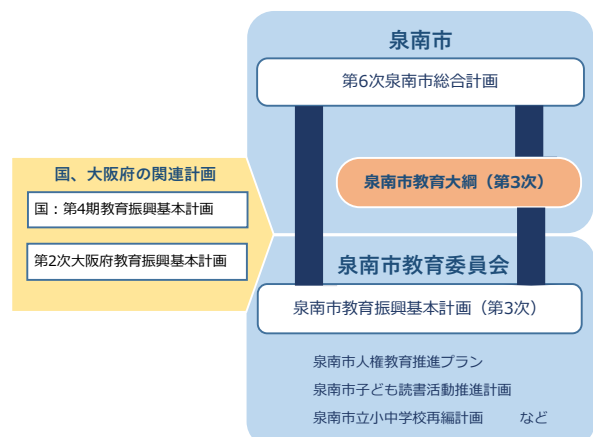 泉南市
第6次泉南市総合計画
国、大阪府の関連計画
泉南市教育大綱（第3次）
国：第4期教育振興基本計画
第2次大阪府教育振興基本計画
泉南市教育委員会
泉南市教育振興基本計画（第3次）
泉南市人権教育推進プラン
泉南市子ども読書活動推進計画
泉南市立小中学校再編計画　　など